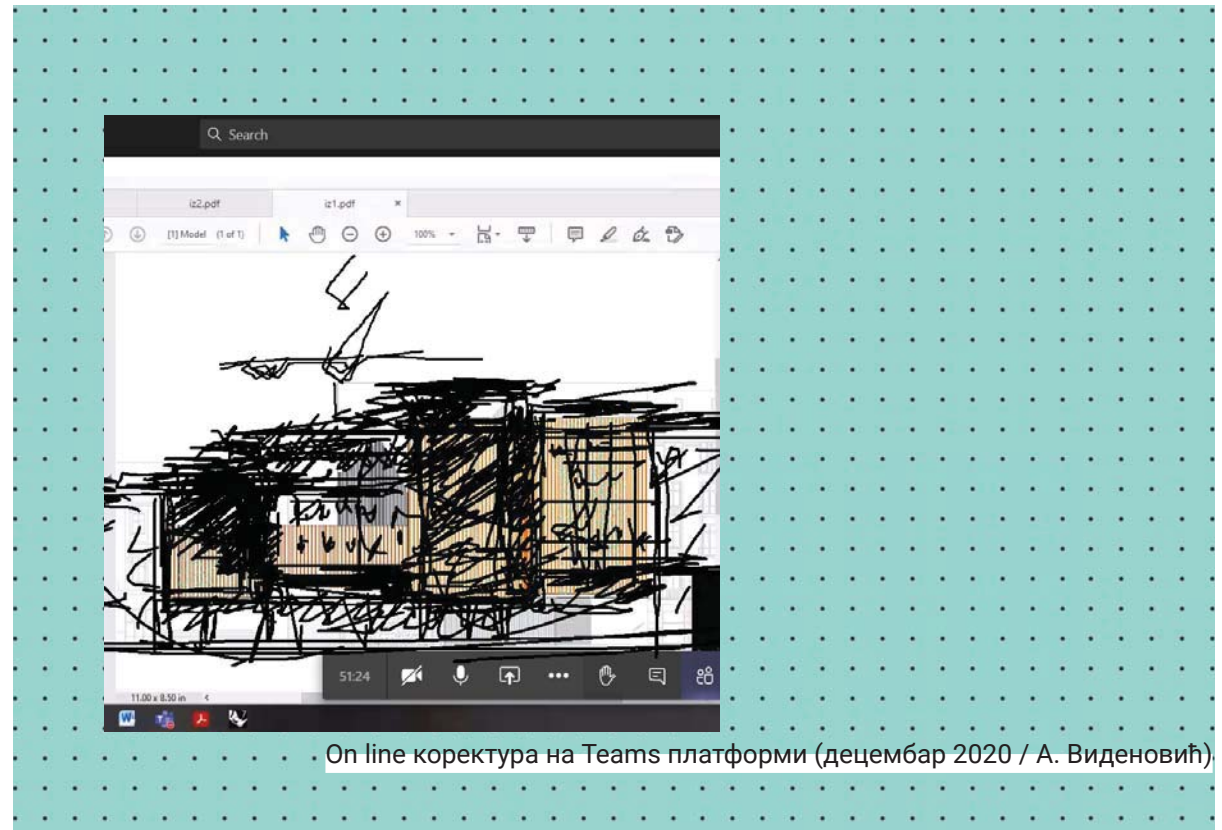 Search
iz2.pdf
iz1.pdf
[1] Model (1 of 1)
100%
51:24
11.00 x 8.50 in
On line коректура на Teams платформи (децембар 2020 / А. Виденовић)